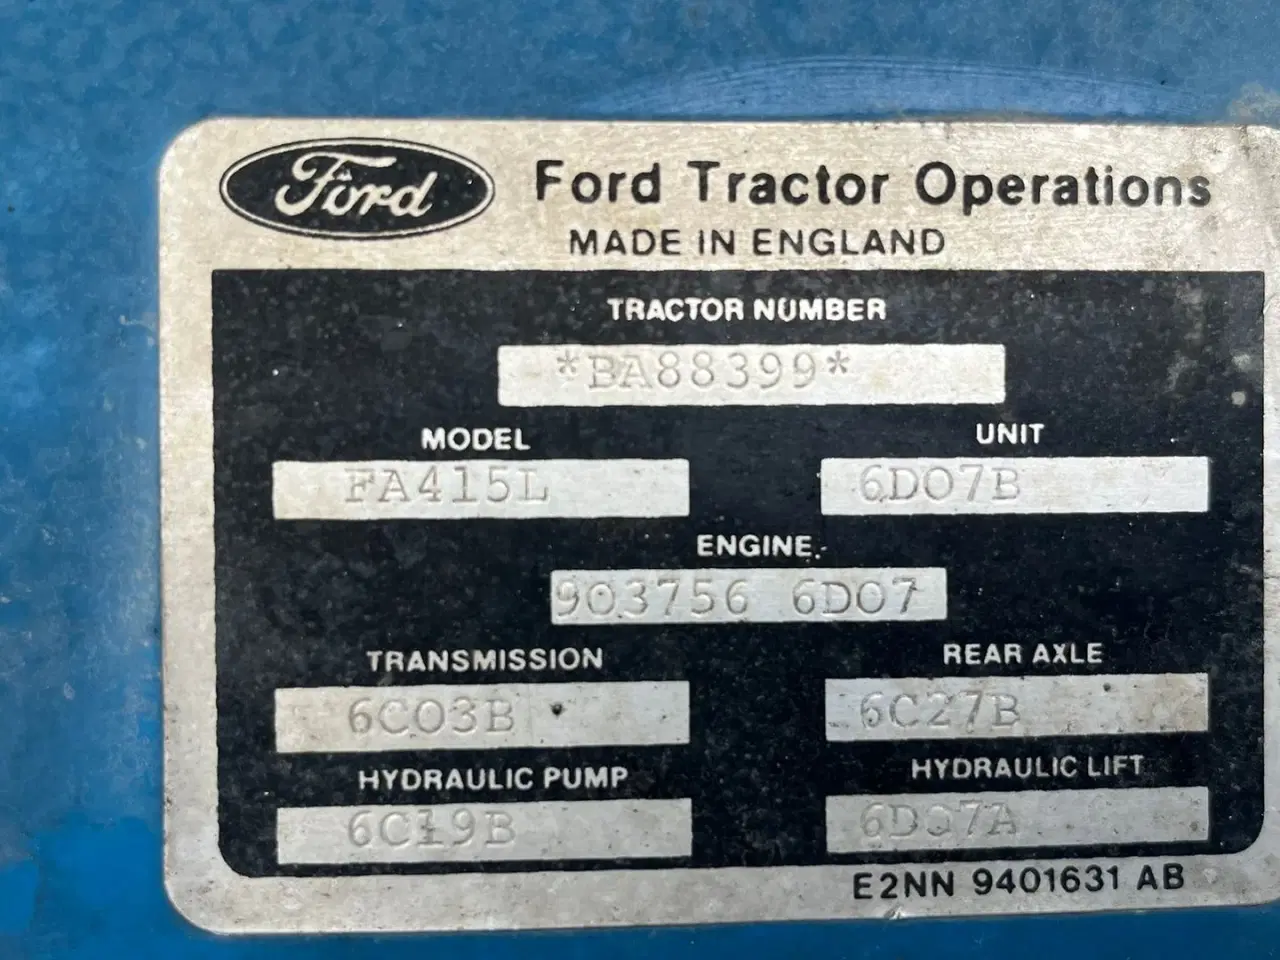 Ford Ford Tractor Operations
MADE IN ENGLAND
TRACTOR NUMBER
*BA88399*
MODEL UNIT
FA415L 6D07B
ENGINE
903756 6D07
TRANSMISSION REAR AXLE
6C03B 6C27B
HYDRAULIC PUMP HYDRAULIC LIFT
6C19B 6D07A
E2NN 9401631 AB